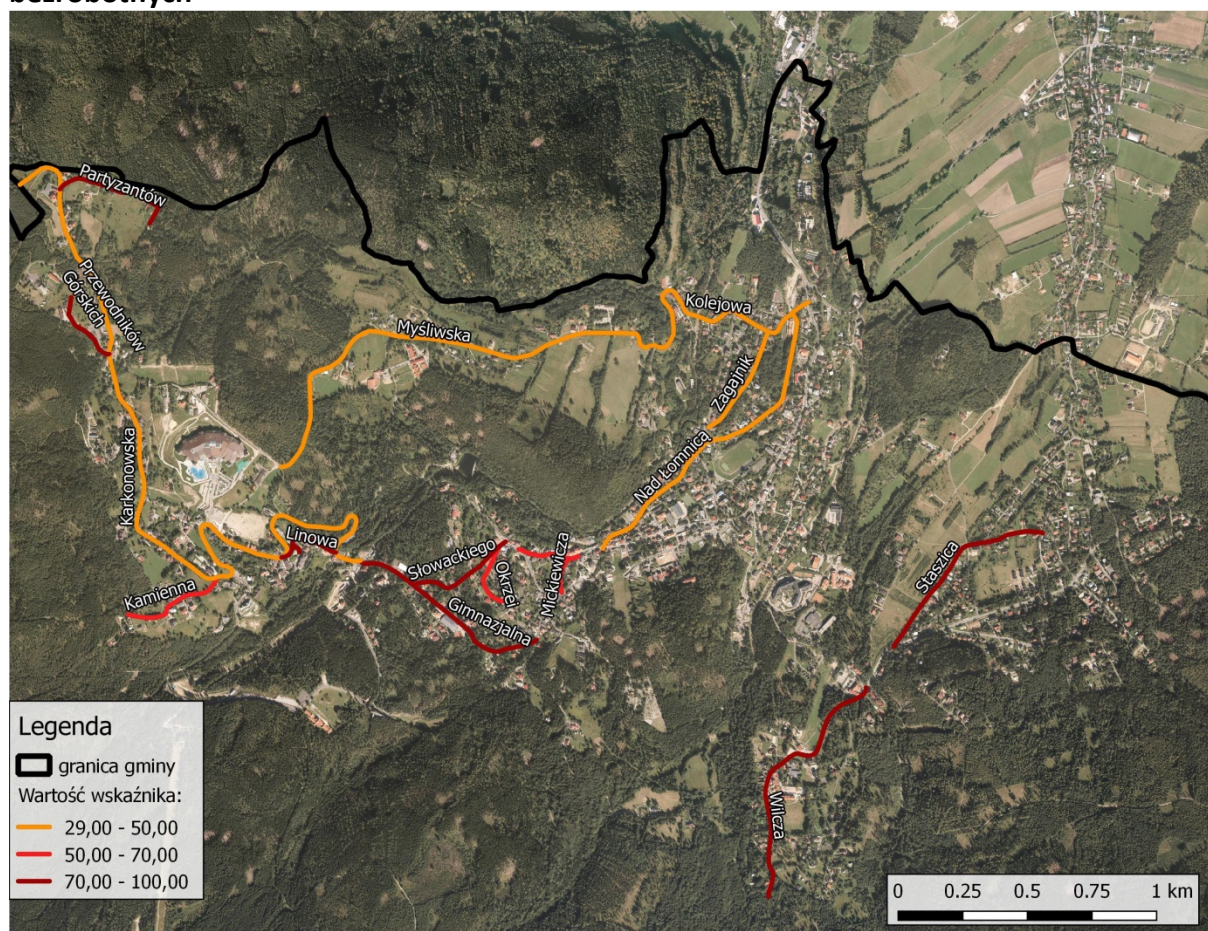 bezrobotnych
Partyzantów
Przewodników
Górskich
Kolejowa
Myśliwska
Zagajnik
Karkonowska
Nad Łomnicą
Linowa
Słowackiego
Okrzei
Mickiewicza
Staszica
Kamienna
Gimnazjalna
Wilcza
Legenda
granica gminy
Wartość wskaźnika:
29,00 - 50,00
50,00 - 70,00
70,00 - 100,00
0 0.25 0.5 0.75 1 km